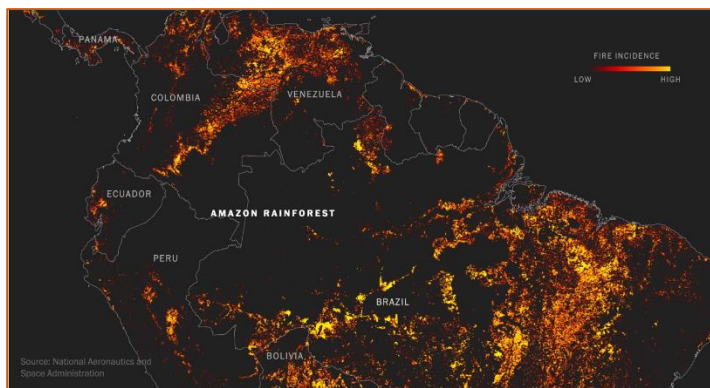 PANAMA
FIRE INCIDENCE
LOW HIGH
COLOMBIA
VENEZUELA
ECUADOR
AMAZON RAINFOREST
PERU
BRAZIL
BOLIVIA
Source: National Aeronautics and
Space Administration